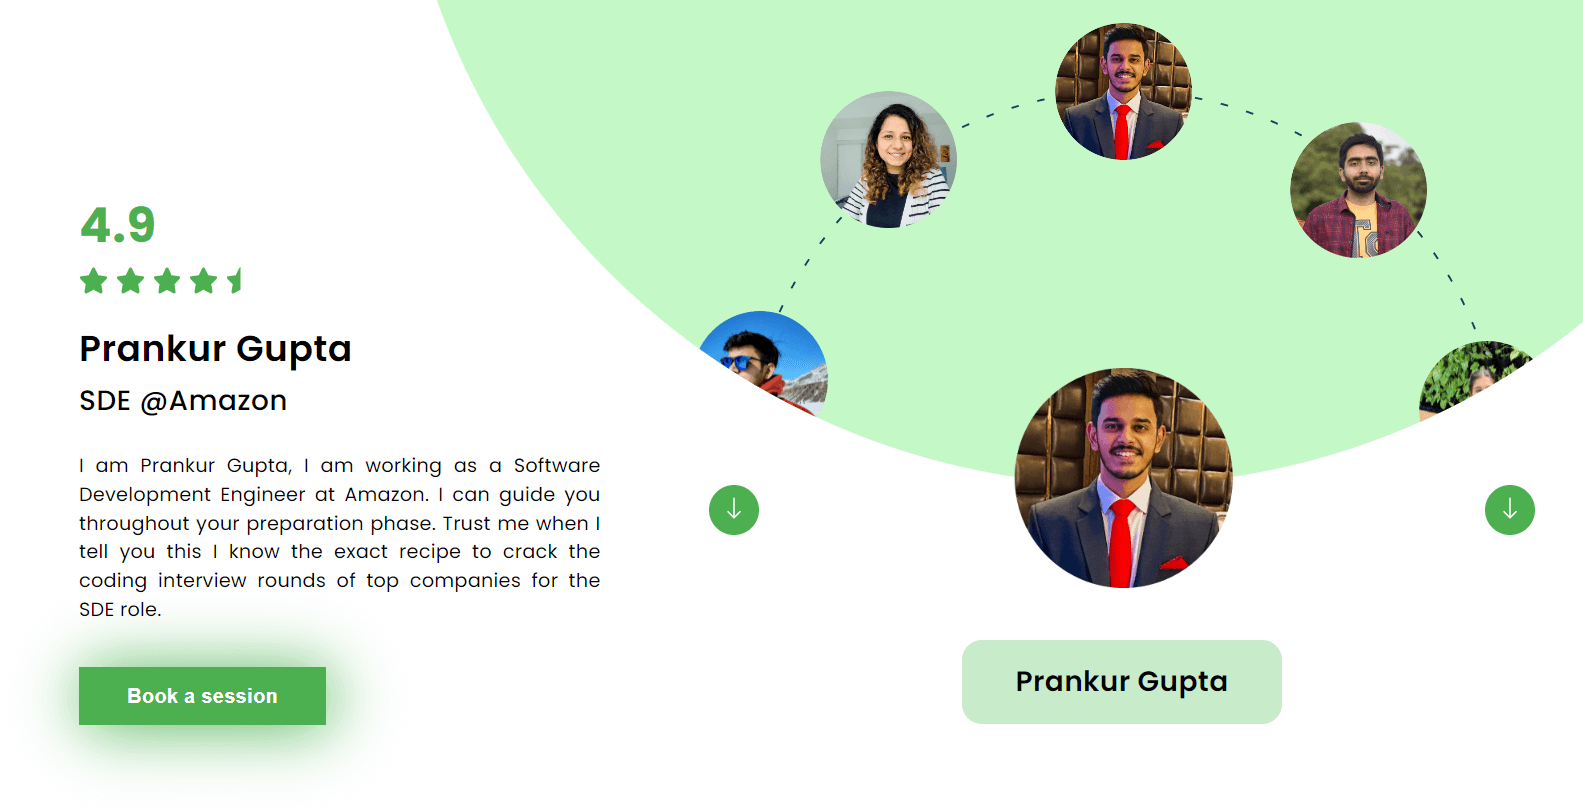 4.9
Prankur Gupta
SDE @Amazon
I am Prankur Gupta, I am working as a Software
Development Engineer at Amazon. I can guide you
throughout your preparation phase. Trust me when I
tell you this I know the exact recipe to crack the
coding interview rounds of top companies for the
SDE role.
Book a session
Prankur Gupta